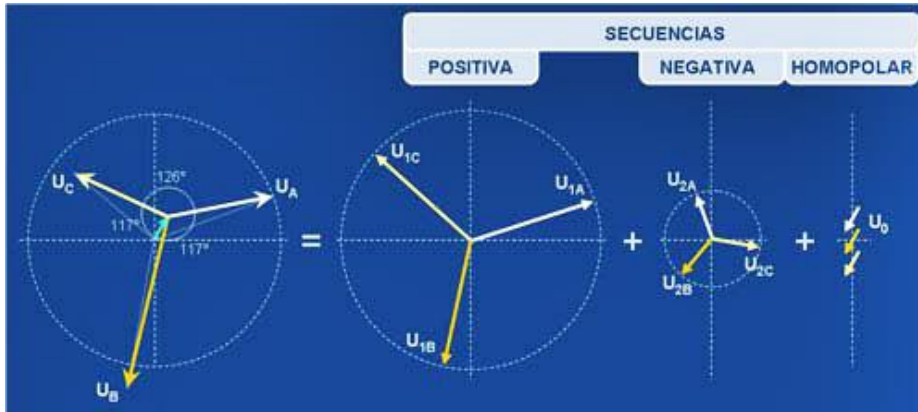 SECUENCIAS
POSITIVA NEGATIVA HOMOPOLAR
U1C
126°
UC UA U1A U2A
117° U0
117° = + +
U2C
U2B
U1B
UB